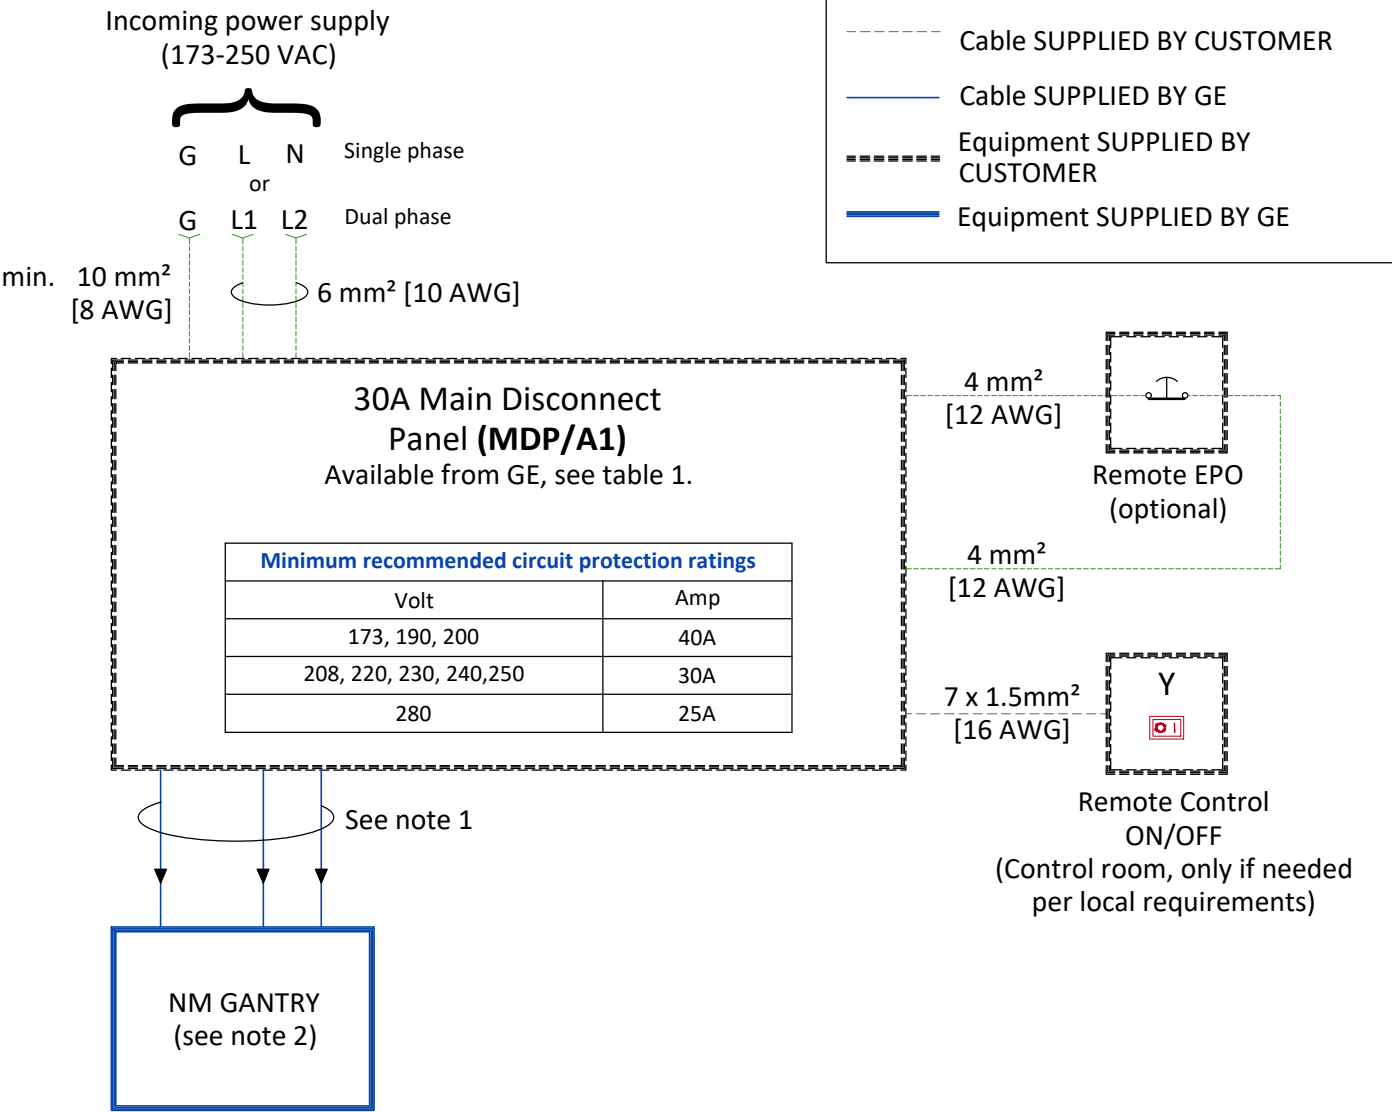 Incoming power supply
(173-250 VAC)
G L N Single phase
or
G L1 L2 Dual phase
min. 10 mm²
[8 AWG]
6 mm² [10 AWG]
Cable SUPPLIED BY CUSTOMER
Cable SUPPLIED BY GE
Equipment SUPPLIED BY
CUSTOMER
Equipment SUPPLIED BY GE
30A Main Disconnect
Panel (MDP/A1)
Available from GE, see table 1.
Minimum recommended circuit protection ratings
Volt Amp
173, 190, 200 40A
208, 220, 230, 240,250 30A
280 25A
4 mm²
[12 AWG]
Remote EPO
(optional)
4 mm²
[12 AWG]
7 x 1.5mm²
[16 AWG]
Y
Remote Control
ON/OFF
(Control room, only if needed
per local requirements)
See note 1
NM GANTRY
(see note 2)